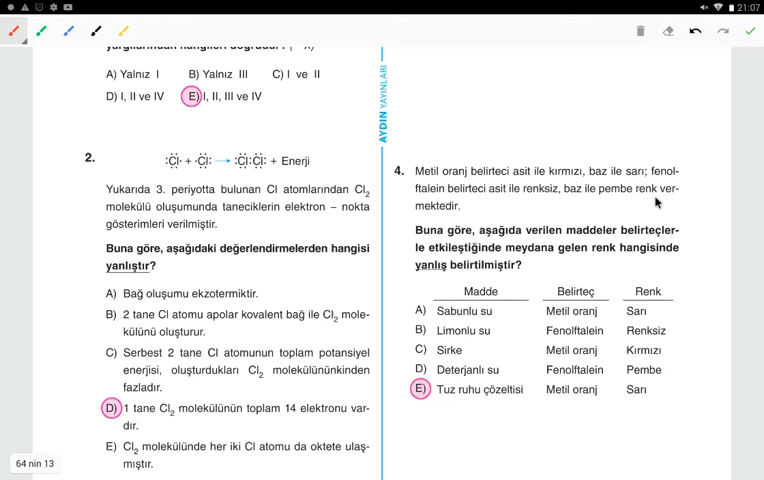 21:07
A) Yalnız I B) Yalnız III C) I ve II
D) I, II ve IV E) I, II, III ve IV
2.
:Cl· + ·Cl: → :Cl:Cl: + Enerji
Yukarıda 3. periyotta bulunan Cl atomlarından Cl₂
molekülü oluşumunda taneciklerin elektron – nokta
gösterimleri verilmiştir.
Buna göre, aşağıdaki değerlendirmelerden hangisi
yanlıştır?
A) Bağ oluşumu ekzotermiktir.
B) 2 tane Cl atomu apolar kovalent bağ ile Cl₂ mole-
külünü oluşturur.
C) Serbest 2 tane Cl atomunun toplam potansiyel
enerjisi, oluşturdukları Cl₂ molekülününkinden
fazladır.
D) 1 tane Cl₂ molekülünün toplam 14 elektronu var-
dır.
E) Cl₂ molekülünde her iki Cl atomu da oktete ulaş-
mıştır.
64 nin 13
AYDIN YAYINLARI
4. Metil oranj belirteci asit ile kırmızı, baz ile sarı; fenol-
ftalein belirteci asit ile renksiz, baz ile pembe renk ver-
mektedir.
Buna göre, aşağıda verilen maddeler belirteçler-
le etkileştiğinde meydana gelen renk hangisinde
yanlış belirtilmiştir?
Madde Belirteç Renk
A) Sabunlu su Metil oranj Sarı
B) Limonlu su Fenolftalein Renksiz
C) Sirke Metil oranj Kırmızı
D) Deterjanlı su Fenolftalein Pembe
E) Tuz ruhu çözeltisi Metil oranj Sarı